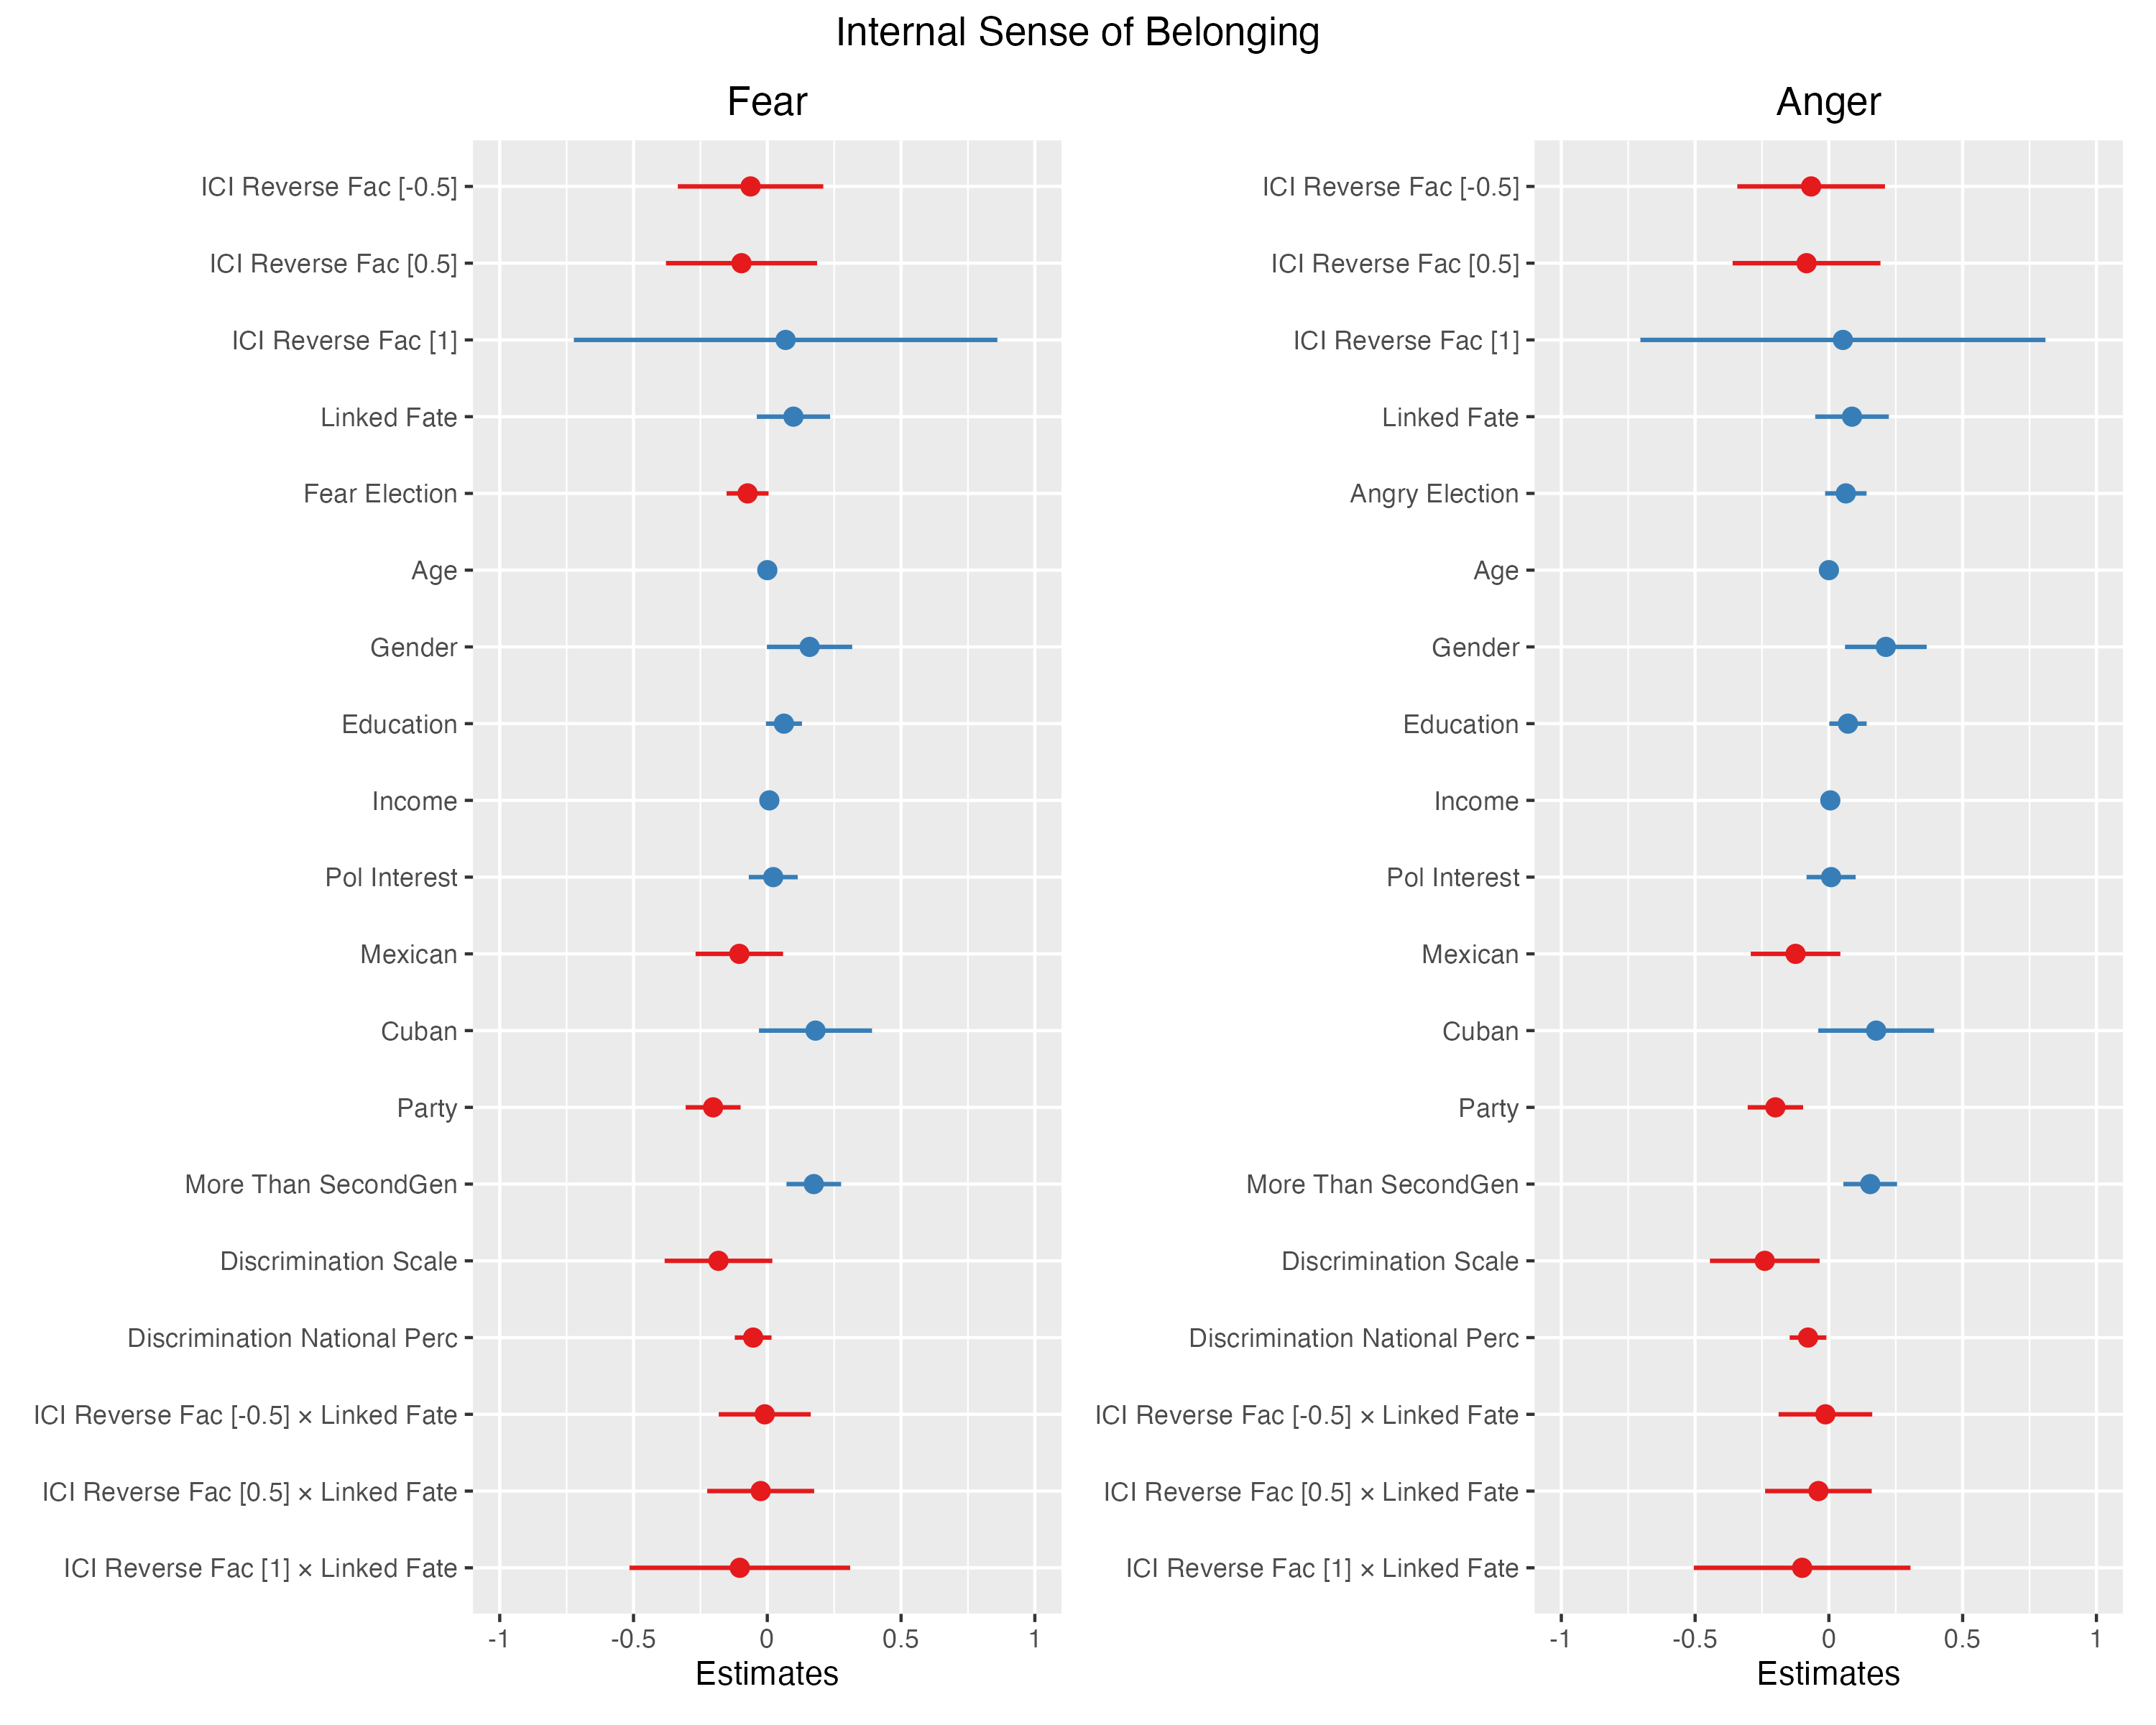 Internal Sense of Belonging
Fear
ICI Reverse Fac [-0.5]
ICI Reverse Fac [0.5]
ICI Reverse Fac [1]
Linked Fate
Fear Election
Age
Gender
Education
Income
Pol Interest
Mexican
Cuban
Party
More Than SecondGen
Discrimination Scale
Discrimination National Perc
ICI Reverse Fac [-0.5] × Linked Fate
ICI Reverse Fac [0.5] × Linked Fate
ICI Reverse Fac [1] × Linked Fate
-1 -0.5 0 0.5 1
Estimates
Anger
ICI Reverse Fac [-0.5]
ICI Reverse Fac [0.5]
ICI Reverse Fac [1]
Linked Fate
Angry Election
Age
Gender
Education
Income
Pol Interest
Mexican
Cuban
Party
More Than SecondGen
Discrimination Scale
Discrimination National Perc
ICI Reverse Fac [-0.5] × Linked Fate
ICI Reverse Fac [0.5] × Linked Fate
ICI Reverse Fac [1] × Linked Fate
-1 -0.5 0 0.5 1
Estimates